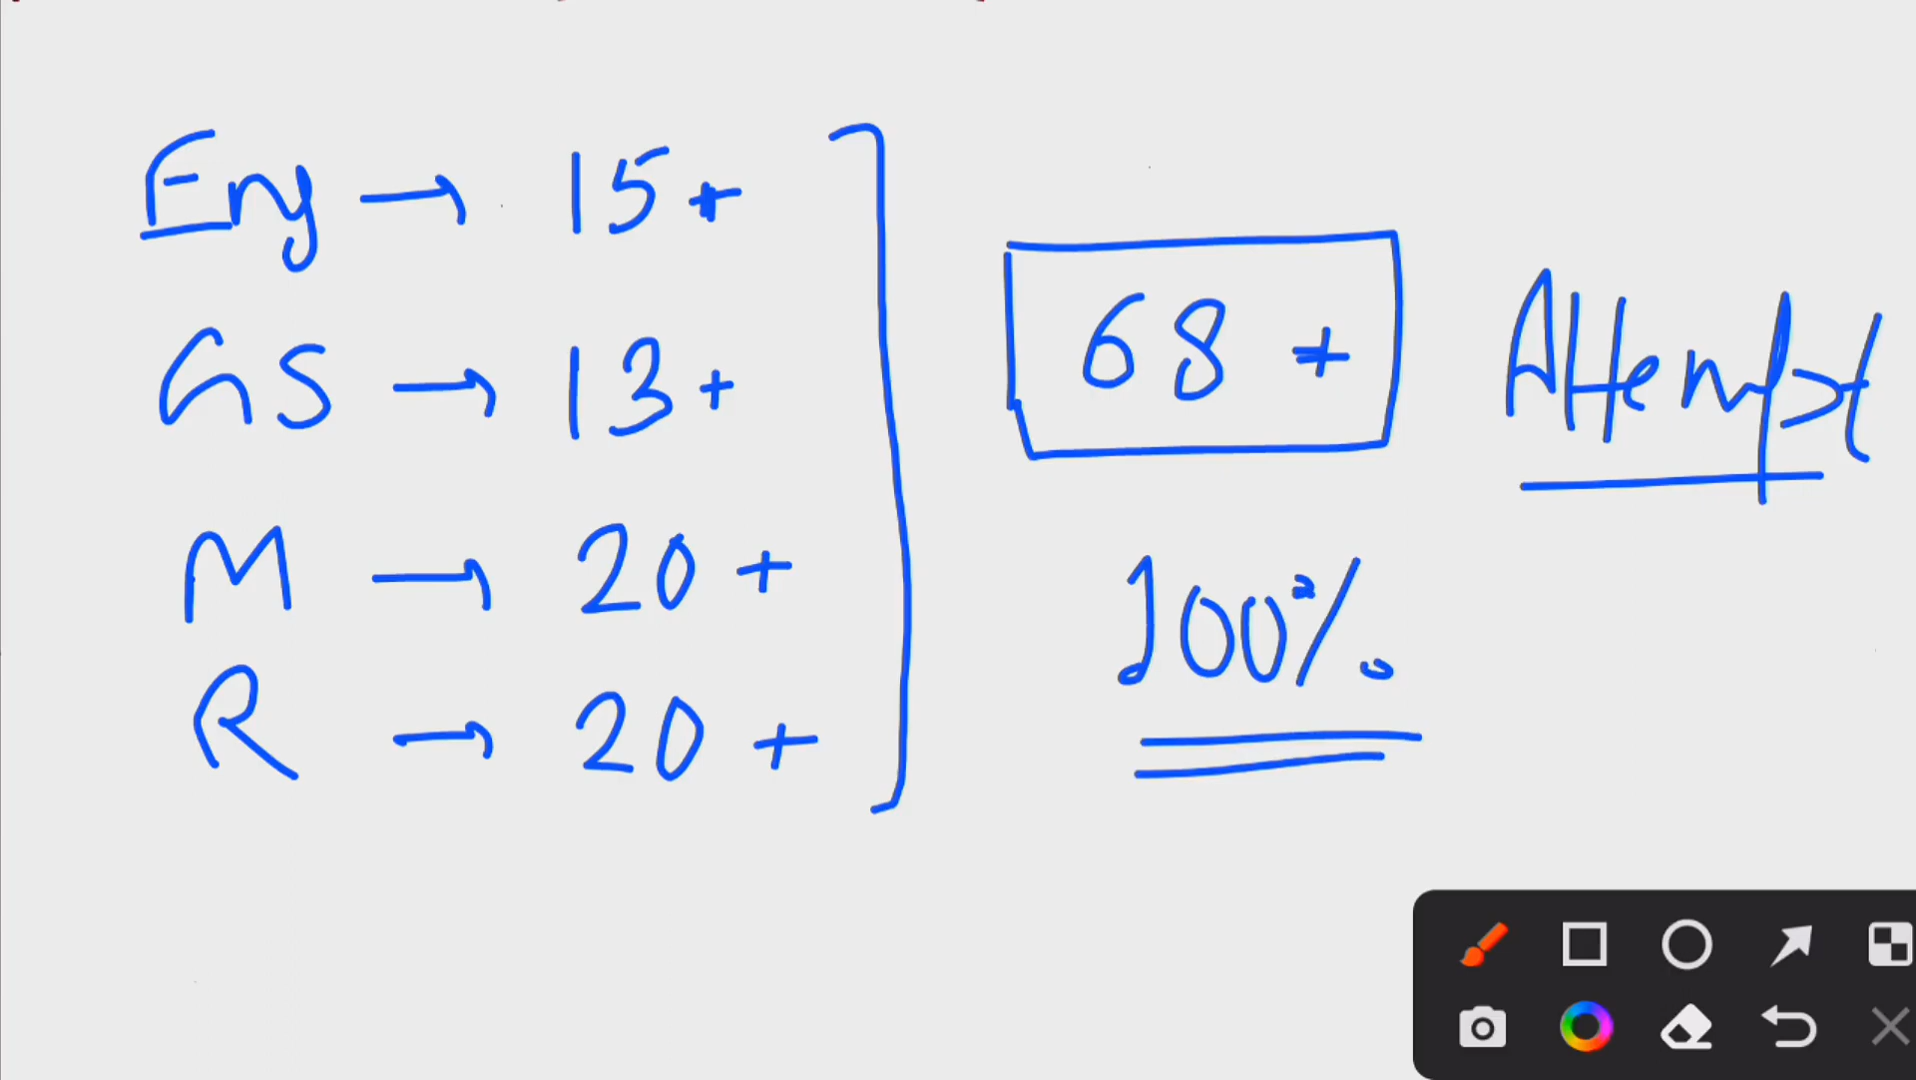 Eng → 15+
GS → 13+
M → 20+
R → 20+
68+
Attempt
100%